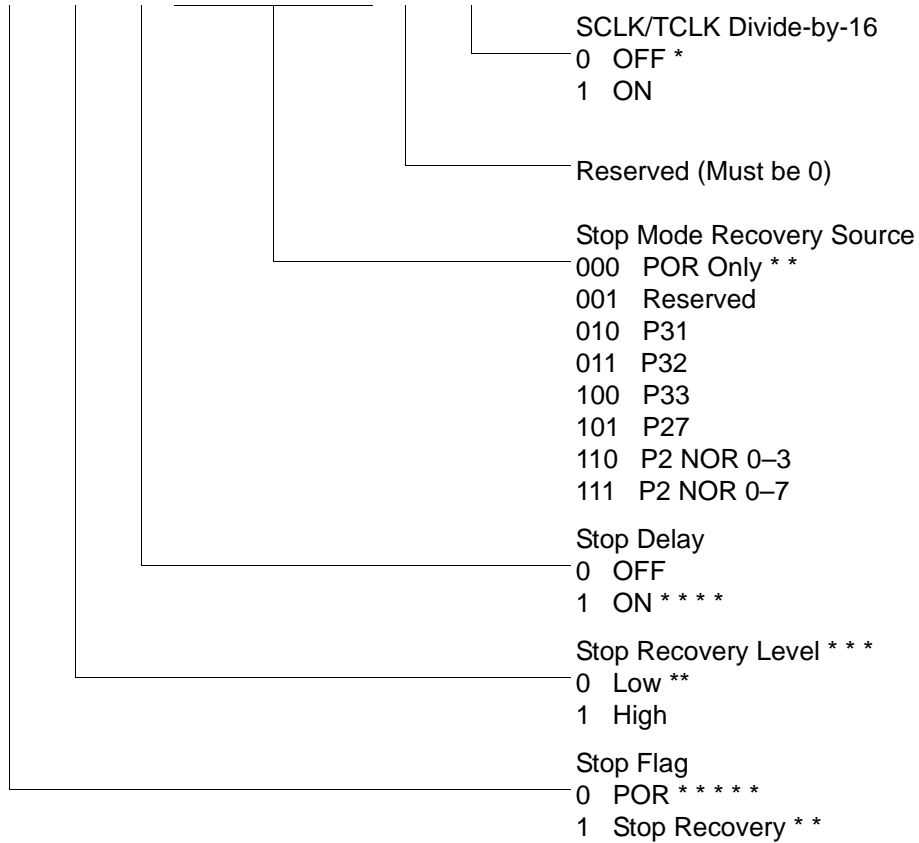 SCLK/TCLK Divide-by-16
0 OFF *
1 ON
Reserved (Must be 0)
Stop Mode Recovery Source
000 POR Only * *
001 Reserved
010 P31
011 P32
100 P33
101 P27
110 P2 NOR 0–3
111 P2 NOR 0–7
Stop Delay
0 OFF
1 ON * * * *
Stop Recovery Level * * *
0 Low **
1 High
Stop Flag
0 POR * * * * *
1 Stop Recovery * *